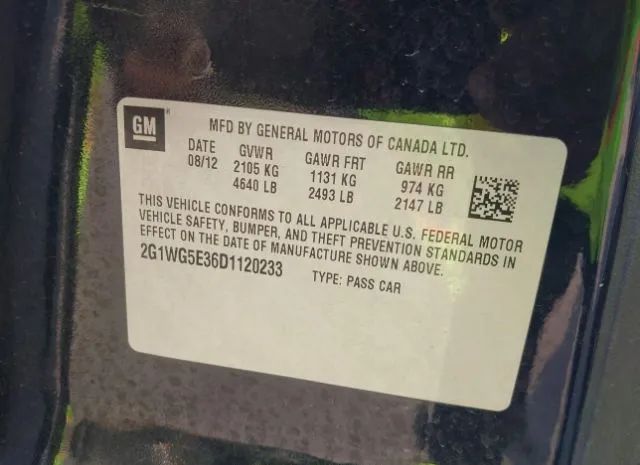 GM ®
MFD BY GENERAL MOTORS OF CANADA LTD.
DATE GVWR GAWR FRT GAWR RR
08/12 2105 KG 1131 KG 974 KG
4640 LB 2493 LB 2147 LB
THIS VEHICLE CONFORMS TO ALL APPLICABLE U.S. FEDERAL MOTOR
VEHICLE SAFETY, BUMPER, AND THEFT PREVENTION STANDARDS IN
EFFECT ON THE DATE OF MANUFACTURE SHOWN ABOVE.
2G1WG5E36D1120233 TYPE: PASS CAR